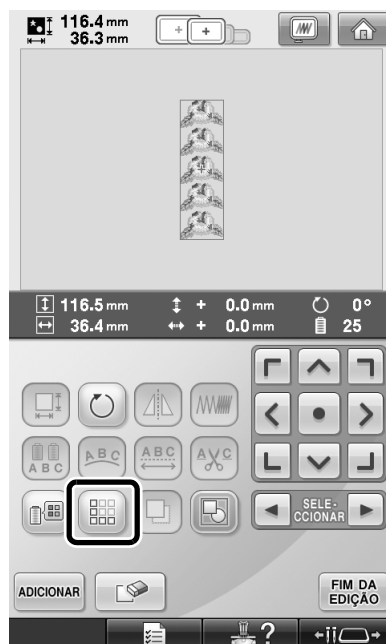 116.4 mm
36.3 mm
116.5 mm + 0.0 mm 0°
36.4 mm + 0.0 mm 25
A B C
A B C
ABC
A C
SELE-
CCIONAR
ADICIONAR
FIM DA
EDIÇÃO
?